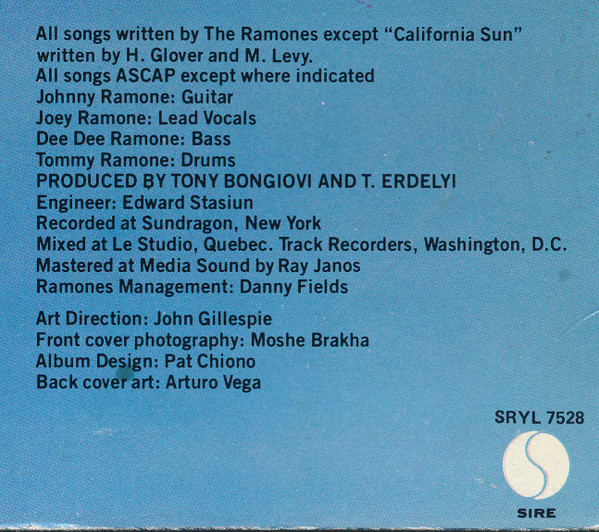 All songs written by The Ramones except “California Sun”
written by H. Glover and M. Levy.
All songs ASCAP except where indicated
Johnny Ramone: Guitar
Joey Ramone: Lead Vocals
Dee Dee Ramone: Bass
Tommy Ramone: Drums
PRODUCED BY TONY BONGIOVI AND T. ERDELYI
Engineer: Edward Stasiun
Recorded at Sundragon, New York
Mixed at Le Studio, Quebec. Track Recorders, Washington, D.C.
Mastered at Media Sound by Ray Janos
Ramones Management: Danny Fields
Art Direction: John Gillespie
Front cover photography: Moshe Brakha
Album Design: Pat Chiono
Back cover art: Arturo Vega
SRYL 7528
SIRE